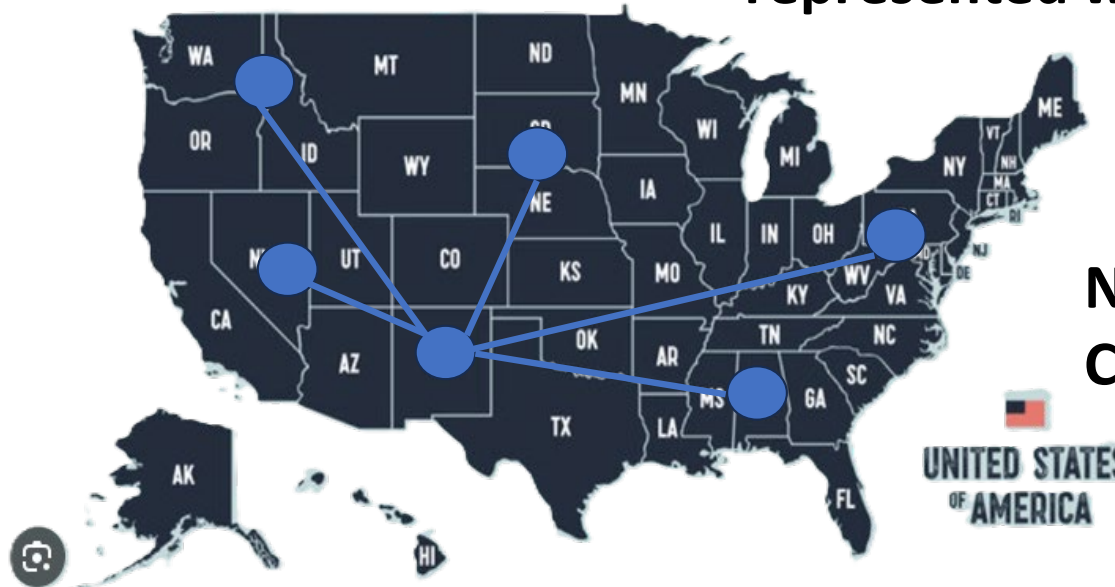 represented w
WA
MT
ND
MN
ME
OR
ID
WY
WI
MI
VT
NH
NY
MA
CT
RI
NE
IA
IL
IN
OH
NJ
DE
UT
CO
KS
MO
KY
WV
VA
CA
N
C
AZ
OK
AR
TN
NC
SC
MS
GA
TX
LA
FL
AK
HI
UNITED STATES
OF AMERICA